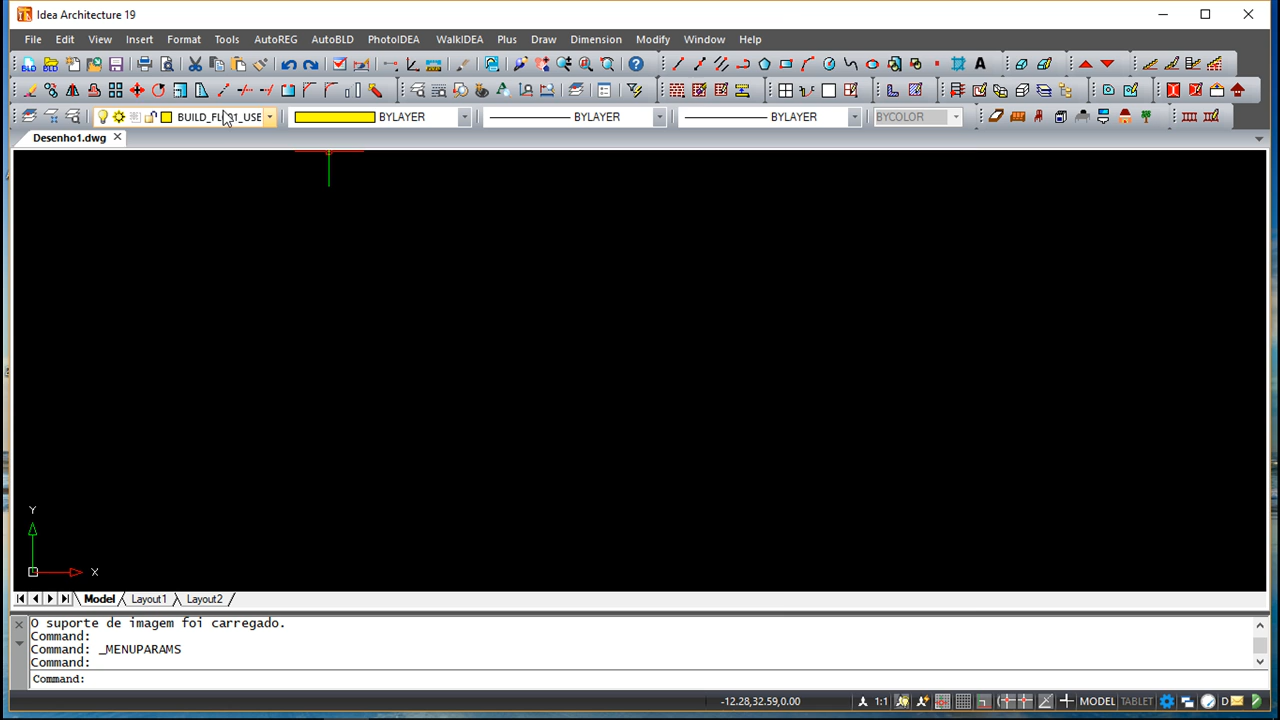 Idea Architecture 19
File Edit View Insert Format Tools AutoREG AutoBLD PhotoIDEA WalkIDEA Plus Draw Dimension Modify Window Help
BLD BLD
BYLAYER BYLAYER BYLAYER BYCOLOR
Desenho1.dwg
Y
X
Model Layout1 Layout2
O suporte de imagem foi carregado.
Command:
Command: _MENUPARAMS
Command:
Command:
-12.28,32.59,0.00 1:1 MODEL TABLET D